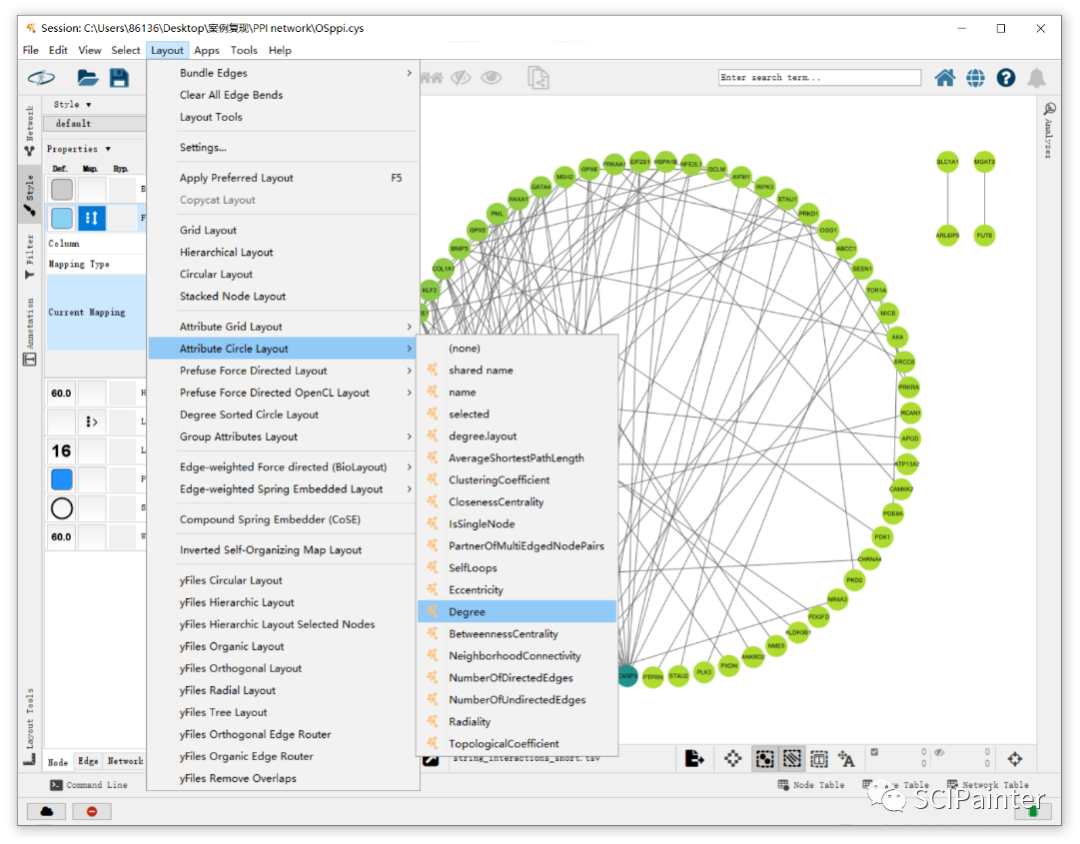 Session: C:\Users\86136\Desktop\案例复现\PPI network\OSppi.cys
File Edit View Select Layout Apps Tools Help
Enter search term...
Network
Style
Filter
Annotation
Layout Tools
Style
default
Properties
Def. Map. Byp.
Column
Mapping Type
Current Mapping
60.0
16
60.0
Node Edge Network
Bundle Edges
Clear All Edge Bends
Layout Tools
Settings...
Apply Preferred Layout F5
Copycat Layout
Grid Layout
Hierarchical Layout
Circular Layout
Stacked Node Layout
Attribute Grid Layout
Attribute Circle Layout
Prefuse Force Directed Layout
Prefuse Force Directed OpenCL Layout
Degree Sorted Circle Layout
Group Attributes Layout
Edge-weighted Force directed (BioLayout)
Edge-weighted Spring Embedded Layout
Compound Spring Embedder (CoSE)
Inverted Self-Organizing Map Layout
yFiles Circular Layout
yFiles Hierarchic Layout
yFiles Hierarchic Layout Selected Nodes
yFiles Organic Layout
yFiles Orthogonal Layout
yFiles Radial Layout
yFiles Tree Layout
yFiles Orthogonal Edge Router
yFiles Organic Edge Router
yFiles Remove Overlaps
(none)
shared name
name
selected
degree.layout
AverageShortestPathLength
ClusteringCoefficient
ClosenessCentrality
IsSingleNode
PartnerOfMultiEdgedNodePairs
SelfLoops
Eccentricity
Degree
BetweennessCentrality
NeighborhoodConnectivity
NumberOfDirectedEdges
NumberOfUndirectedEdges
Radiality
TopologicalCoefficient
KLF2
COL1A1
BNIP3
GPX5
PNL
ANXA1
GATA4
MSH2
GPX6
PRKAA1
EIF2S1
HSPA1B
NFE2L1
GCLM
AIFM1
RIPK3
STAU1
PRKD1
OGG1
ABCC1
SESN1
TOR1A
MICB
AK4
ERCC8
PRKRA
RCAN1
APOD
ATP13A2
CAMKK2
PDE8A
PDK1
CHRNA4
PKD2
NR4A3
PDGFD
ALDH3B1
NME5
ANKRD2
PXDN
PLK3
STAU2
PTPRN
SLC1A1
MGAT3
ARL6IP5
FUT8
Analyzer
string_interactions_short.tsv
0 0
0 0
Command Line
Node Table
Network Table
SCIPainter